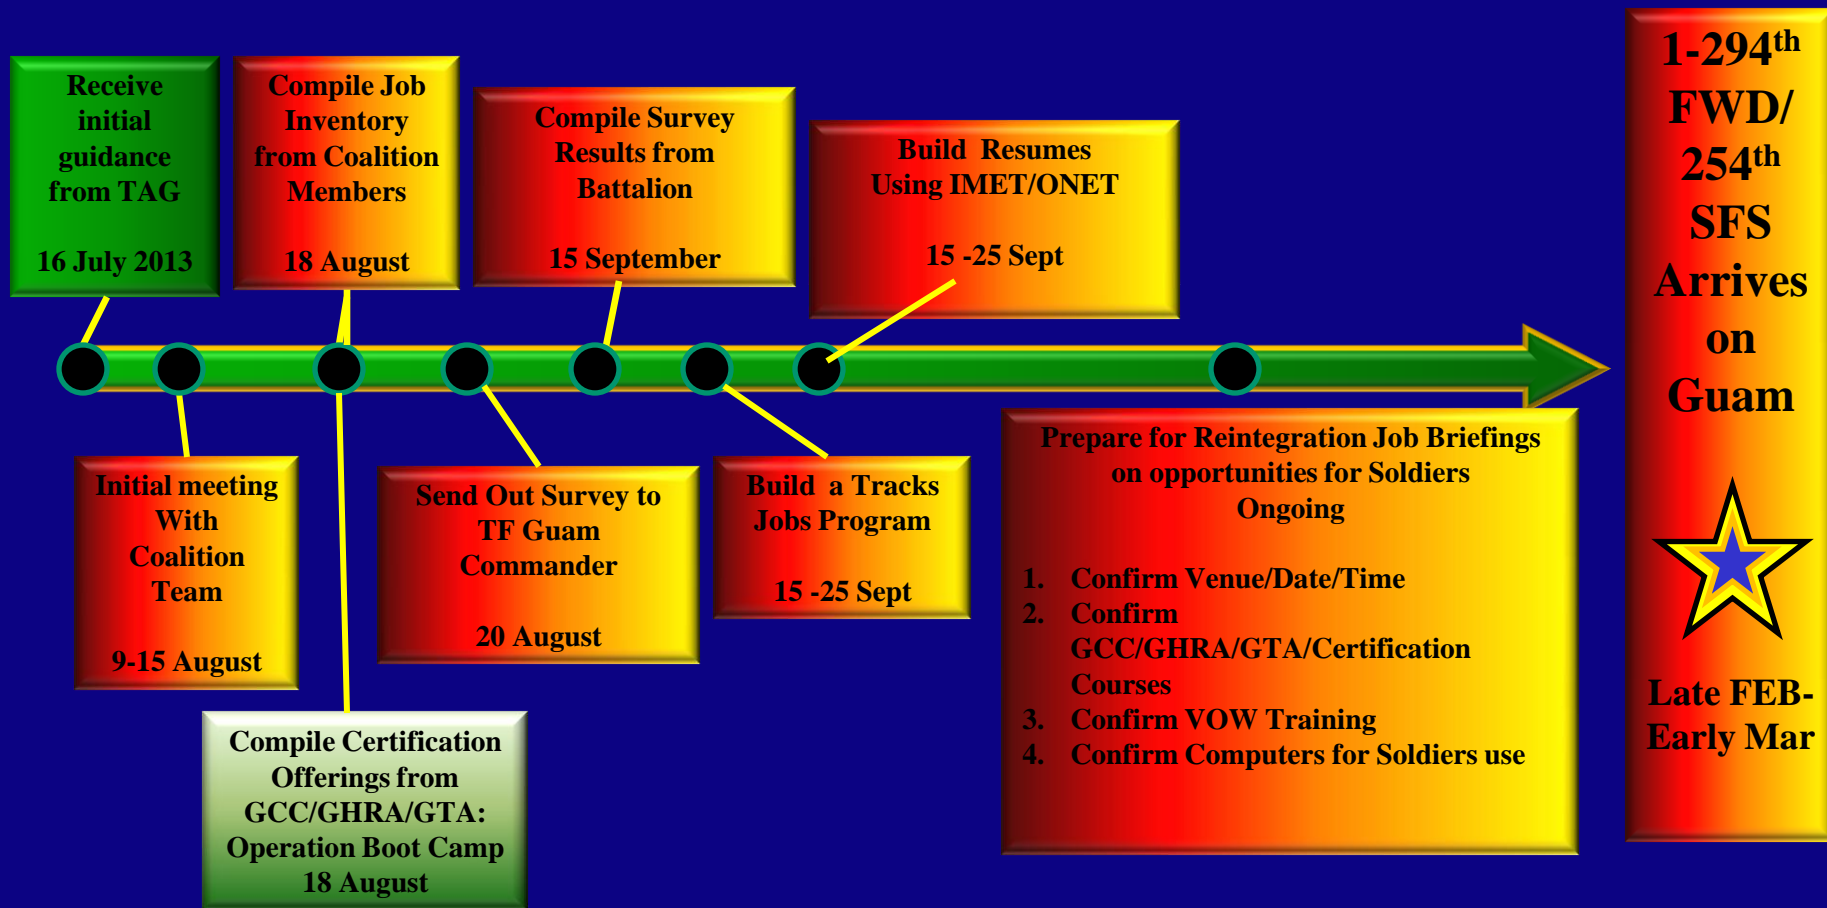 Receive
initial
guidance
from TAG
16 July 2013
Compile Job
Inventory
from Coalition
Members
18 August
Compile Survey
Results from
Battalion
15 September
Build Resumes
Using IMET/ONET
15 -25 Sept
Initial meeting
With
Coalition
Team
9-15 August
Compile Certification
Offerings from
GCC/GHRA/GTA:
Operation Boot Camp
18 August
Send Out Survey to
TF Guam
Commander
20 August
Build a Tracks
Jobs Program
15 -25 Sept
Prepare for Reintegration Job Briefings
on opportunities for Soldiers
Ongoing
1. Confirm Venue/Date/Time
2. Confirm
GCC/GHRA/GTA/Certification
Courses
3. Confirm VOW Training
4. Confirm Computers for Soldiers use
1-294th
FWD/
254th
SFS
Arrives
on
Guam
Late FEB-
Early Mar